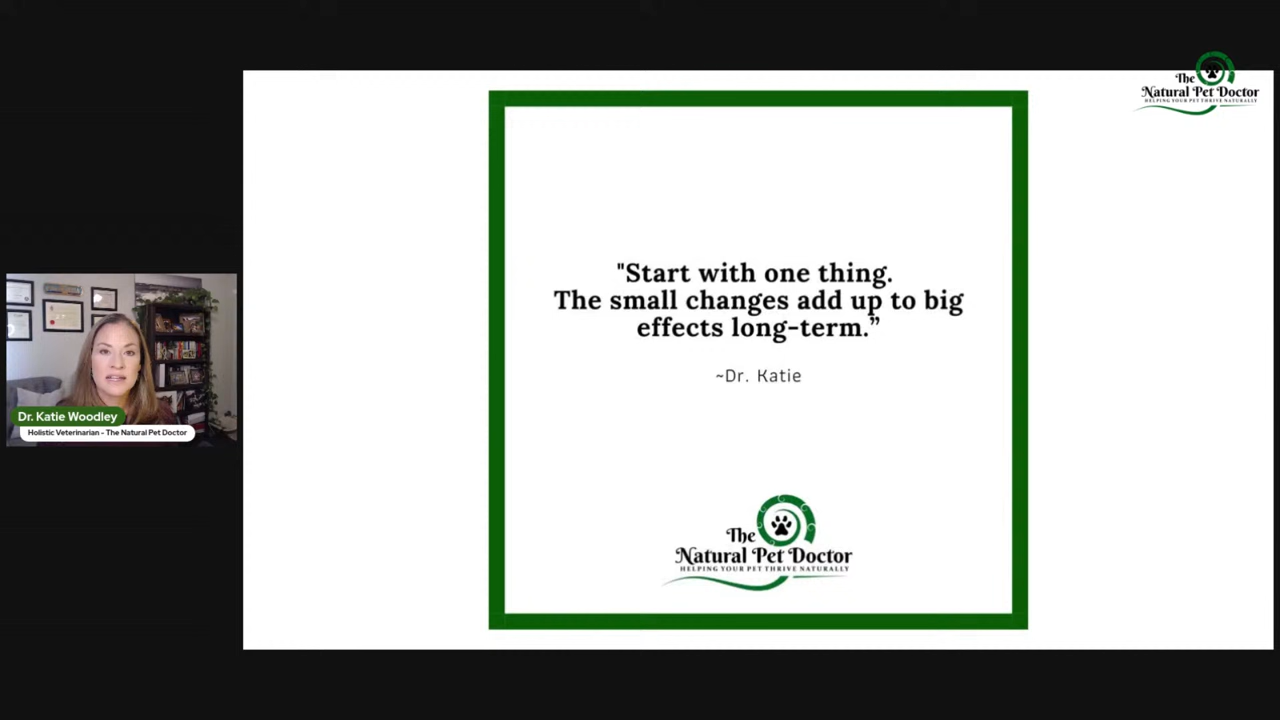 The
Natural Pet Doctor
HELPING YOUR PET THRIVE NATURALLY
"Start with one thing.
The small changes add up to big
effects long-term.”
~Dr. Katie
Dr. Katie Woodley
Holistic Veterinarian - The Natural Pet Doctor
The
Natural Pet Doctor
HELPING YOUR PET THRIVE NATURALLY